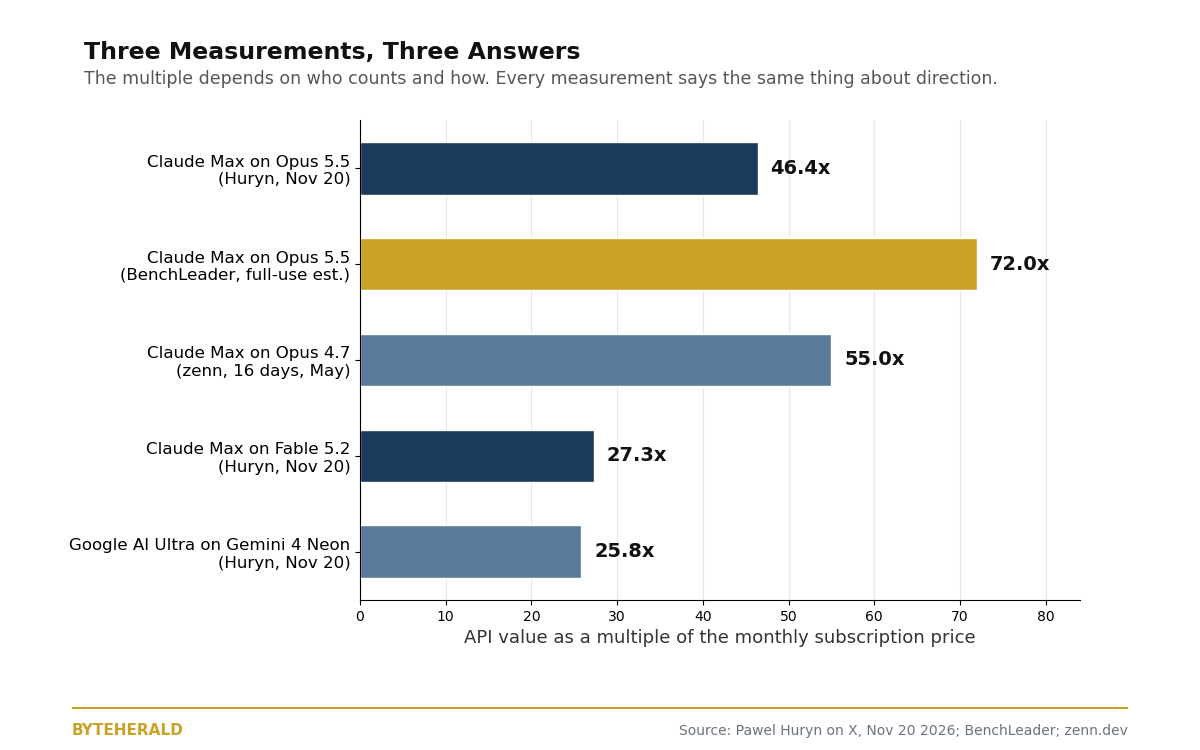 Three Measurements, Three Answers
The multiple depends on who counts and how. Every measurement says the same thing about direction.
Claude Max on Opus 5.5
(Huryn, Nov 20)
46.4x
Claude Max on Opus 5.5
(BenchLeader, full-use est.)
72.0x
Claude Max on Opus 4.7
(zenn, 16 days, May)
55.0x
Claude Max on Fable 5.2
(Huryn, Nov 20)
27.3x
Google AI Ultra on Gemini 4 Neon
(Huryn, Nov 20)
25.8x
0 10 20 30 40 50 60 70 80
API value as a multiple of the monthly subscription price
BYTEHERALD
Source: Pawel Huryn on X, Nov 20 2026; BenchLeader; zenn.dev